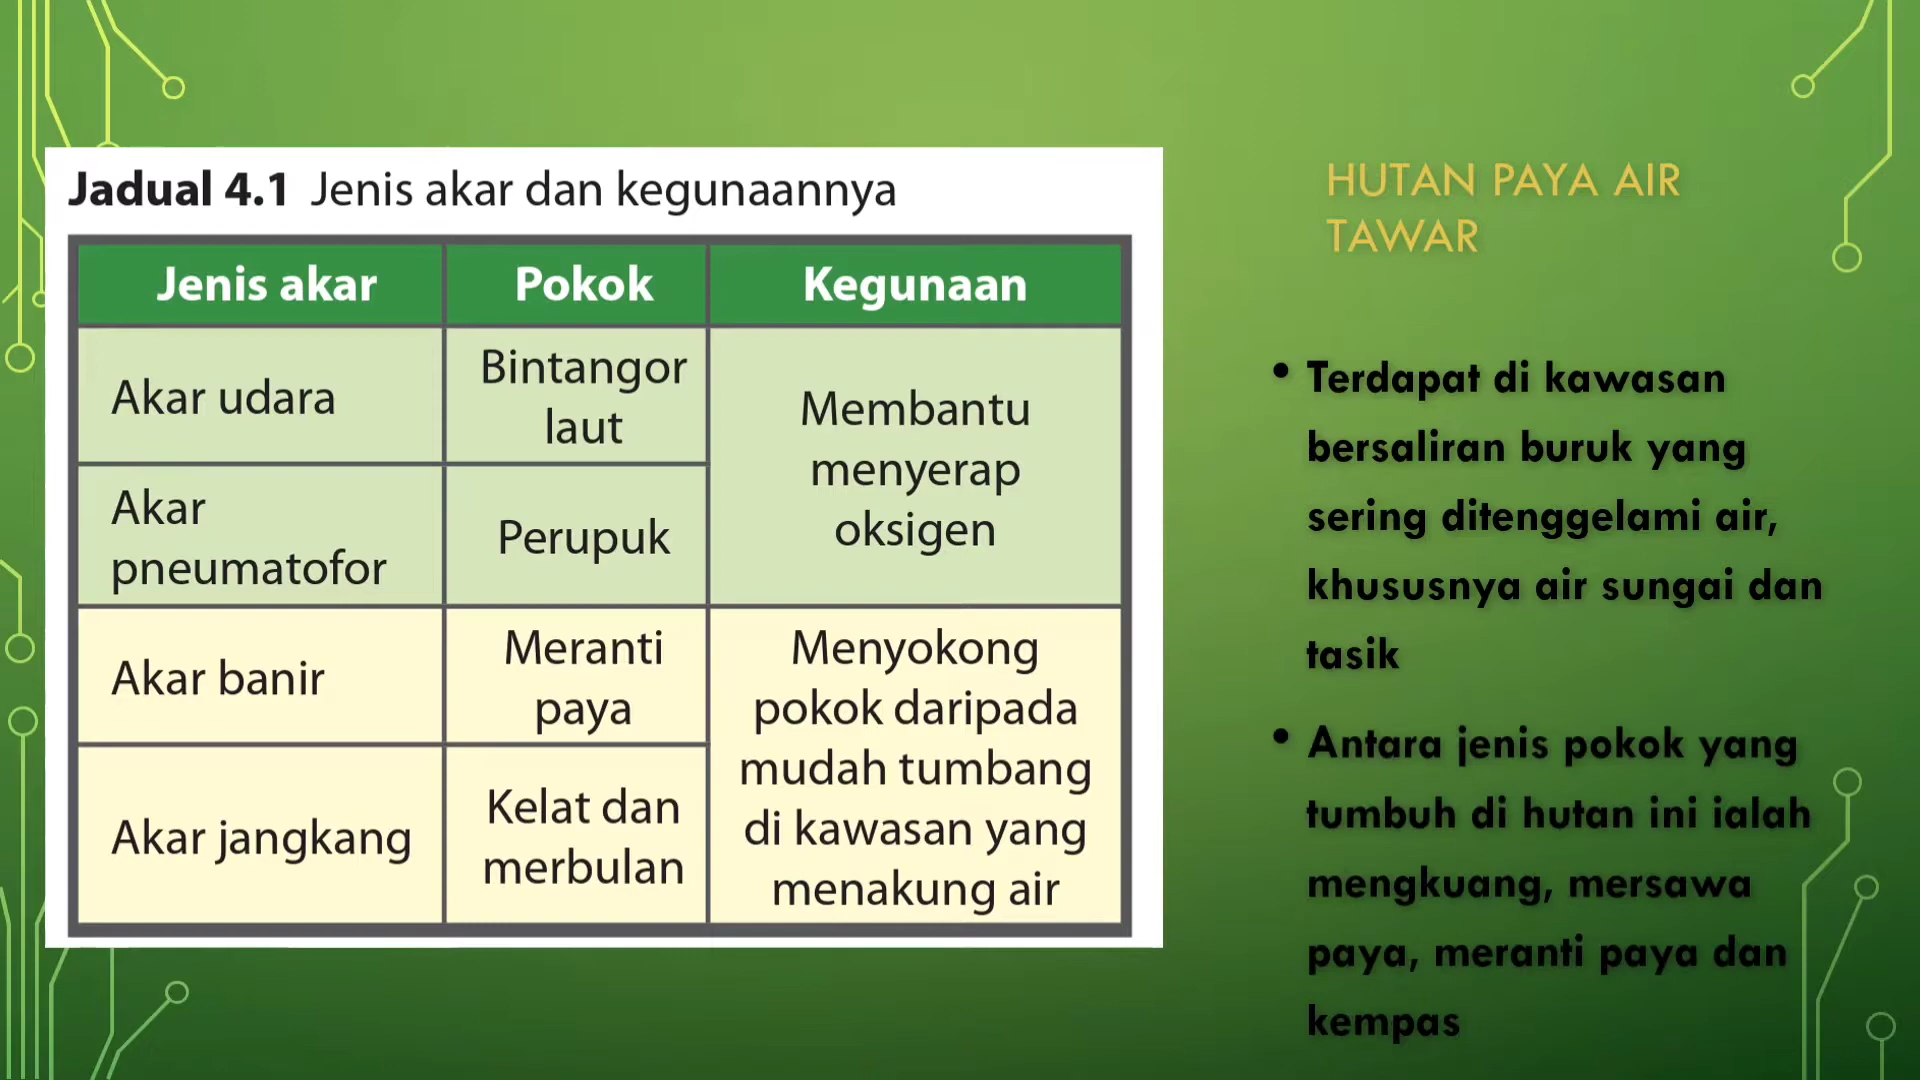 Jadual 4.1 Jenis akar dan kegunaannya
Jenis akar
Pokok
Kegunaan
Akar udara
Bintangor
laut
Membantu
menyerap
oksigen
Akar
pneumatofor
Perupuk
Akar banir
Meranti
paya
Menyokong
pokok daripada
mudah tumbang
di kawasan yang
menakung air
Akar jangkang
Kelat dan
merbulan
HUTAN PAYA AIR
TAWAR
• Terdapat di kawasan
bersaliran buruk yang
sering ditenggelami air,
khususnya air sungai dan
tasik
• Antara jenis pokok yang
tumbuh di hutan ini ialah
mengkuang, mersawa
paya, meranti paya dan
kempas